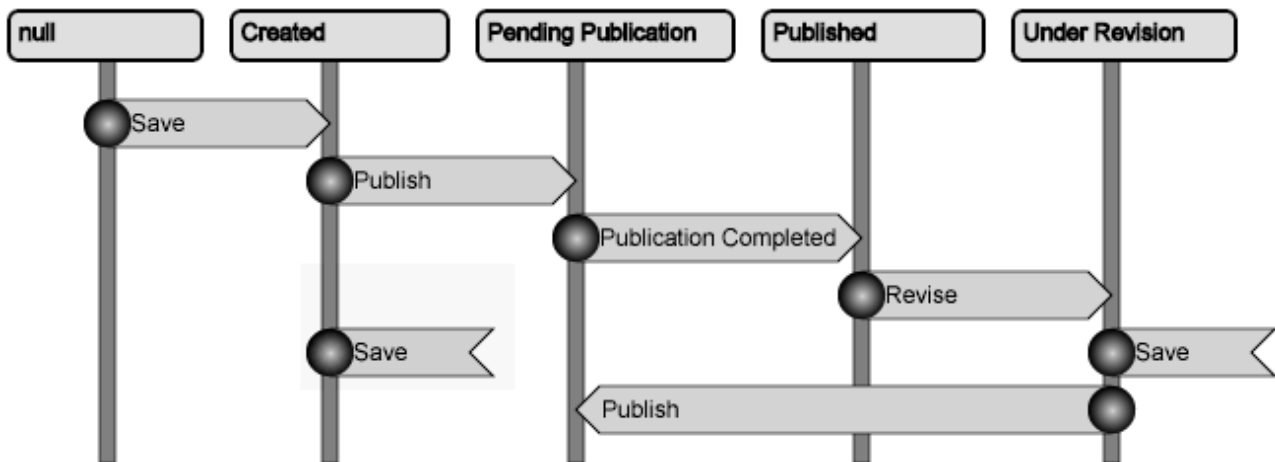 null
Created
Pending Publication
Published
Under Revision
Save
Publish
Publication Completed
Revise
Save
Save
Publish